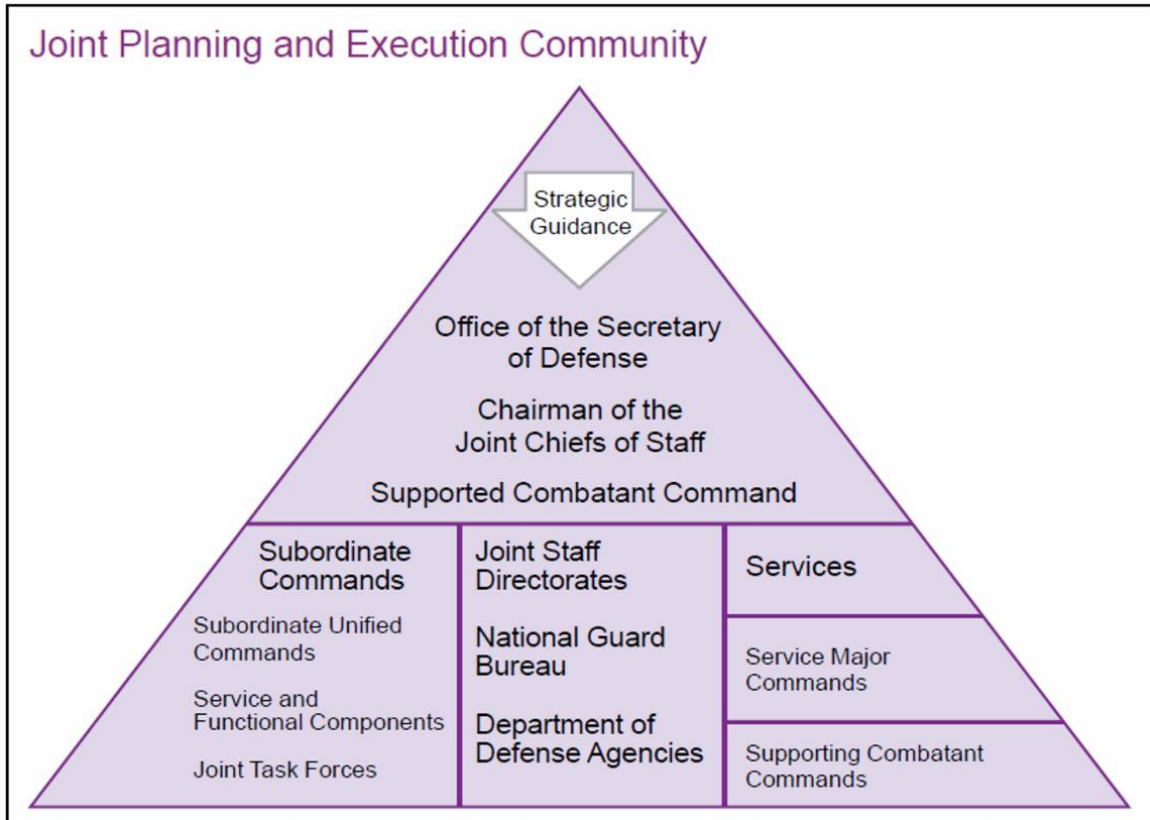 Joint Planning and Execution Community
Strategic
Guidance
Office of the Secretary
of Defense
Chairman of the
Joint Chiefs of Staff
Supported Combatant Command
Subordinate
Commands
Subordinate Unified
Commands
Service and
Functional Components
Joint Task Forces
Joint Staff
Directorates
National Guard
Bureau
Department of
Defense Agencies
Services
Service Major
Commands
Supporting Combatant
Commands